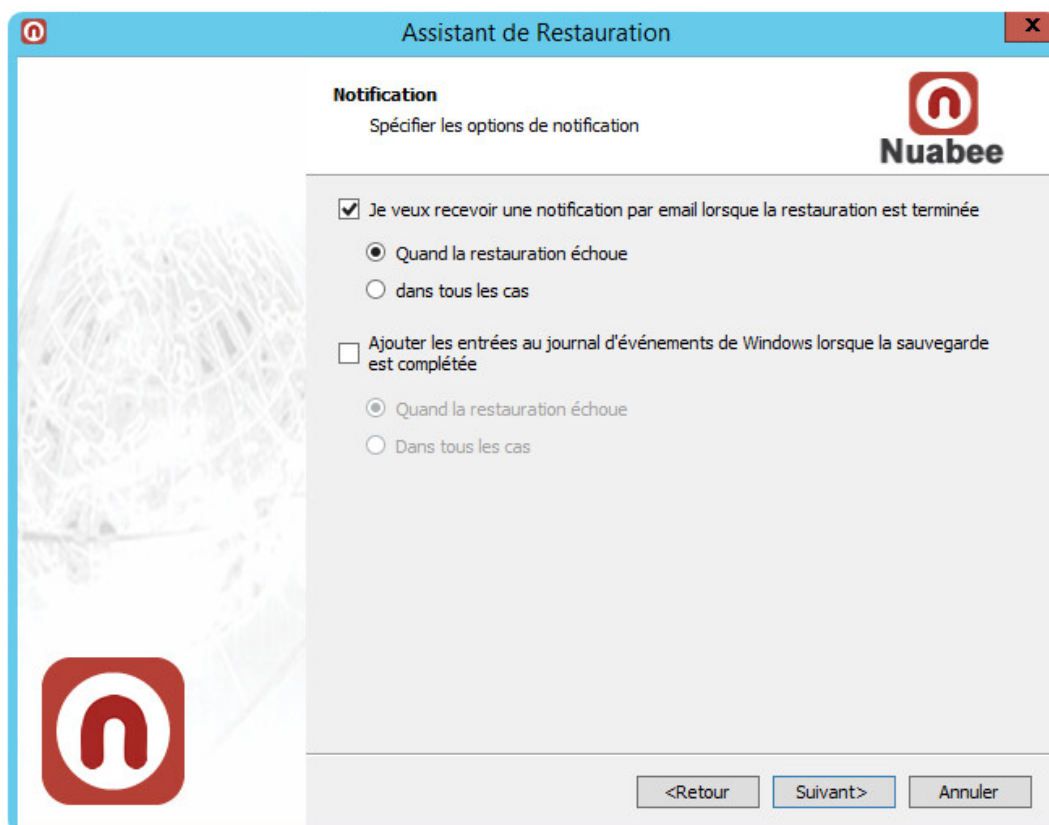 Assistant de Restauration
x
Notification
Spécifier les options de notification
Nuabee
Je veux recevoir une notification par email lorsque la restauration est terminée
Quand la restauration échoue
dans tous les cas
Ajouter les entrées au journal d'événements de Windows lorsque la sauvegarde
est complétée
Quand la restauration échoue
Dans tous les cas
<Retour
Suivant>
Annuler